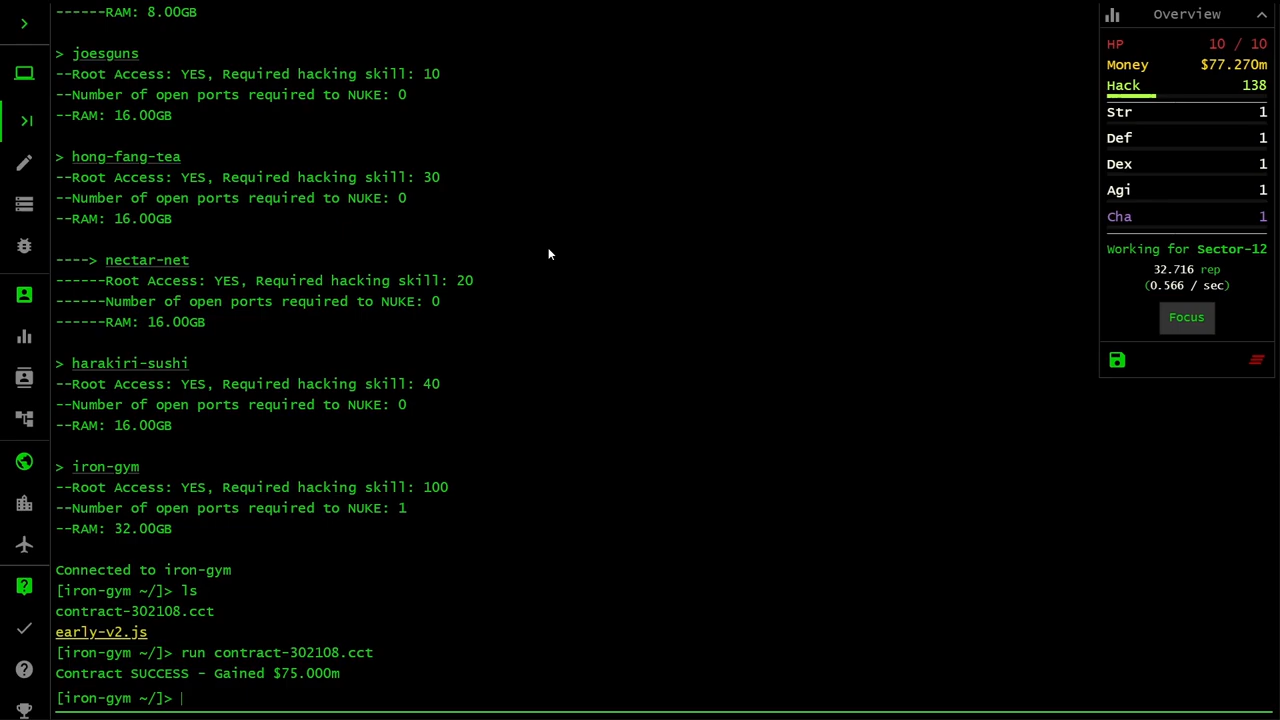 ------RAM: 8.00GB
> joesguns
--Root Access: YES, Required hacking skill: 10
--Number of open ports required to NUKE: 0
--RAM: 16.00GB
> hong-fang-tea
--Root Access: YES, Required hacking skill: 30
--Number of open ports required to NUKE: 0
--RAM: 16.00GB
----> nectar-net
------Root Access: YES, Required hacking skill: 20
------Number of open ports required to NUKE: 0
------RAM: 16.00GB
> harakiri-sushi
--Root Access: YES, Required hacking skill: 40
--Number of open ports required to NUKE: 0
--RAM: 16.00GB
> iron-gym
--Root Access: YES, Required hacking skill: 100
--Number of open ports required to NUKE: 1
--RAM: 32.00GB
Connected to iron-gym
[iron-gym ~/]> ls
contract-302108.cct
early-v2.js
[iron-gym ~/]> run contract-302108.cct
Contract SUCCESS - Gained $75.000m
[iron-gym ~/]>
Overview
HP 10 / 10
Money $77.270m
Hack 138
Str 1
Def 1
Dex 1
Agi 1
Cha 1
Working for Sector-12
32.716 rep
(0.566 / sec)
Focus